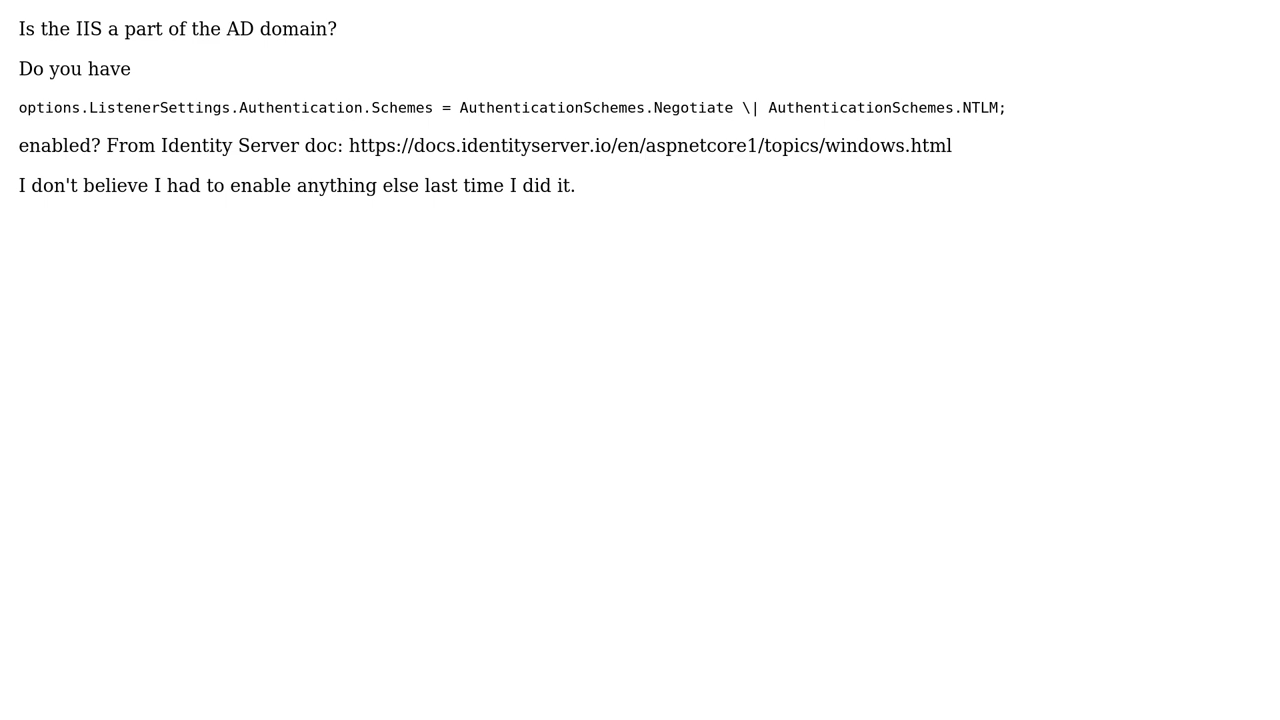 Is the IIS a part of the AD domain?
Do you have
options.ListenerSettings.Authentication.Schemes = AuthenticationSchemes.Negotiate \| AuthenticationSchemes.NTLM;
enabled? From Identity Server doc: https://docs.identityserver.io/en/aspnetcore1/topics/windows.html
I don't believe I had to enable anything else last time I did it.